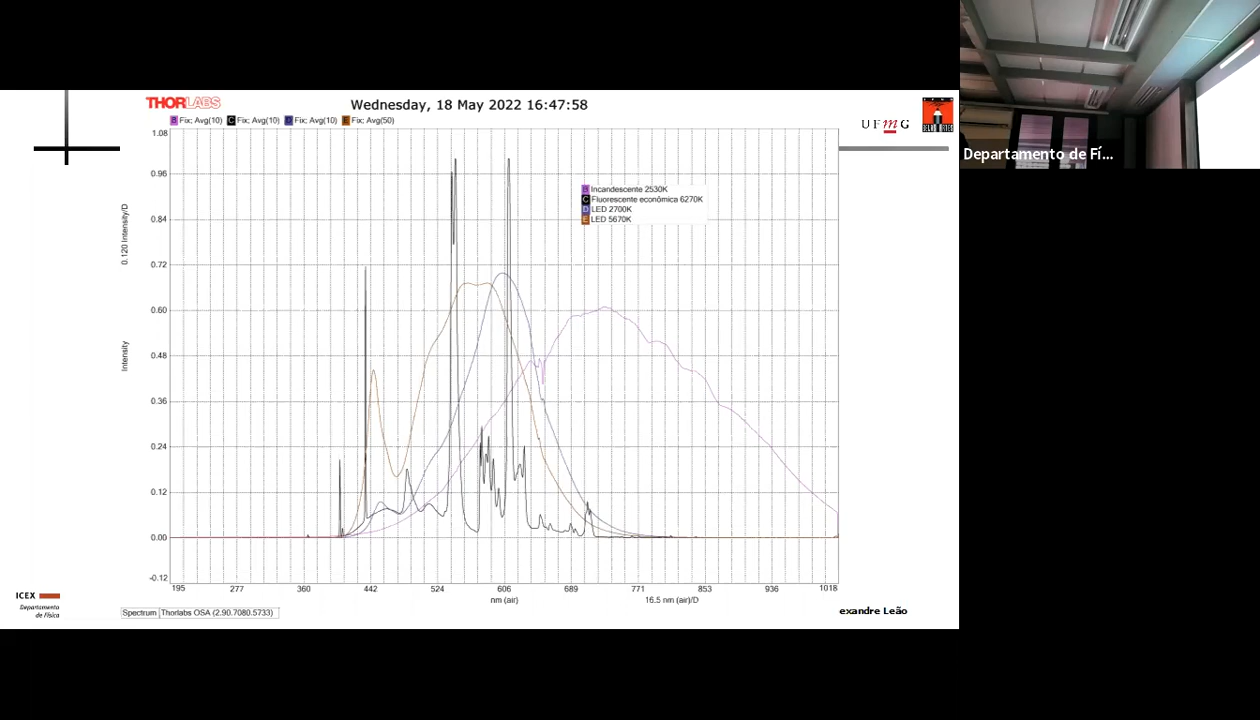 THORLABS
Wednesday, 18 May 2022 16:47:58
B Fix; Avg(10) C Fix; Avg(10) D Fix; Avg(10) E Fix; Avg(50)
UFmG
BELAS ARTES
Departamento de Fí...
1.08
0.96
0.84
0.72
0.60
0.48
0.36
0.24
0.12
0.00
-0.12
0.120 Intensity/D
Intensity
B Incandescente 2530K
C Fluorescente econômica 6270K
D LED 2700K
E LED 5670K
195 277 360 442 524 606 689 771 853 936 1018
nm (air) 16.5 nm (air)/D
ICEX
Departamento
de Física
Spectrum Thorlabs OSA (2.90.7080.5733)
exandre Leão